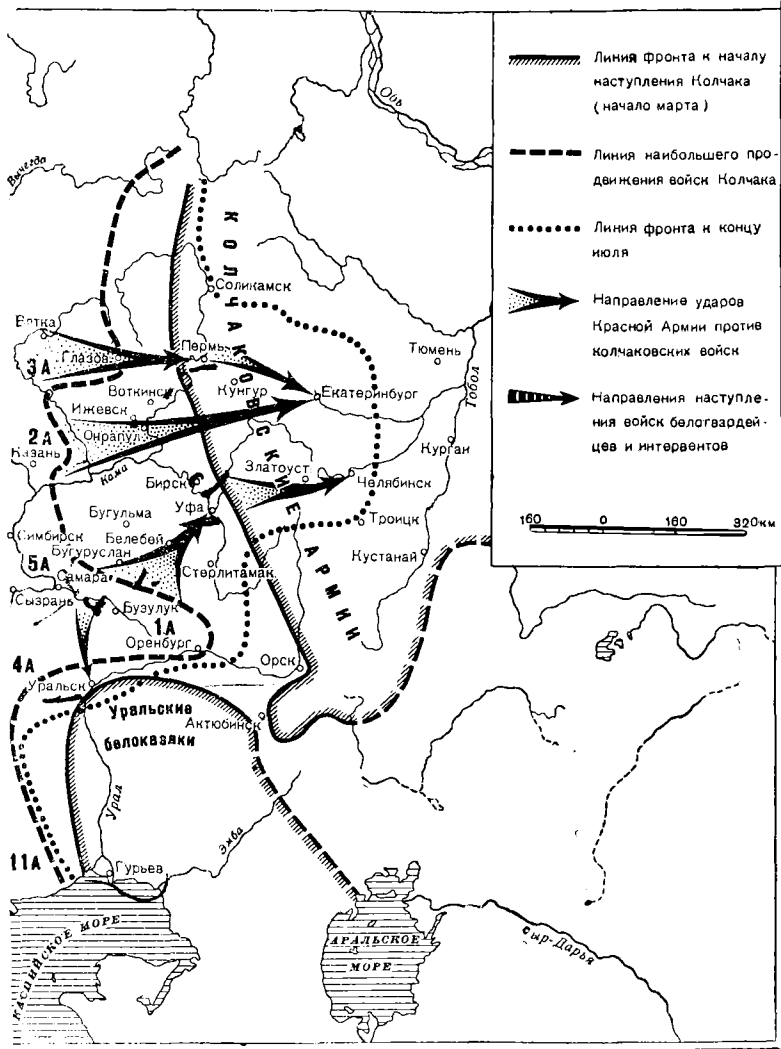 Линия фронта к началу
наступления Колчака
(начало марта)
Линия наибольшего про-
движения войск Колчака
Линия фронта к концу
июля
Направление ударов
Красной Армии против
колчаковских войск
Направления наступле-
ния войск белогвардей-
цев и интервентов
160 0 160 320 км
Обь
Вычегда
КОЛЧАКОВСКИЕ АРМИИ
Соликамск
Вятка
3А
Глазов
Пермь
Тюмень
Воткинск
Кунгур
Екатеринбург
Тобол
Ижевск
2А
Казань
Кама
Курган
Златоуст
Челябинск
Бирск
Уфа
Бугульма
Симбирск
Белебей
Троицк
Бугуруслан
Кустанай
5А
Самара
Стерлитамак
Сызрань
Бузулук
1А
Оренбург
4А
Орск
Уральск
Уральские
белоказаки
Актюбинск
Урал
Эмба
11А
Гурьев
КАСПИЙСКОЕ МОРЕ
АРАЛЬСКОЕ
МОРЕ
Сыр-Дарья